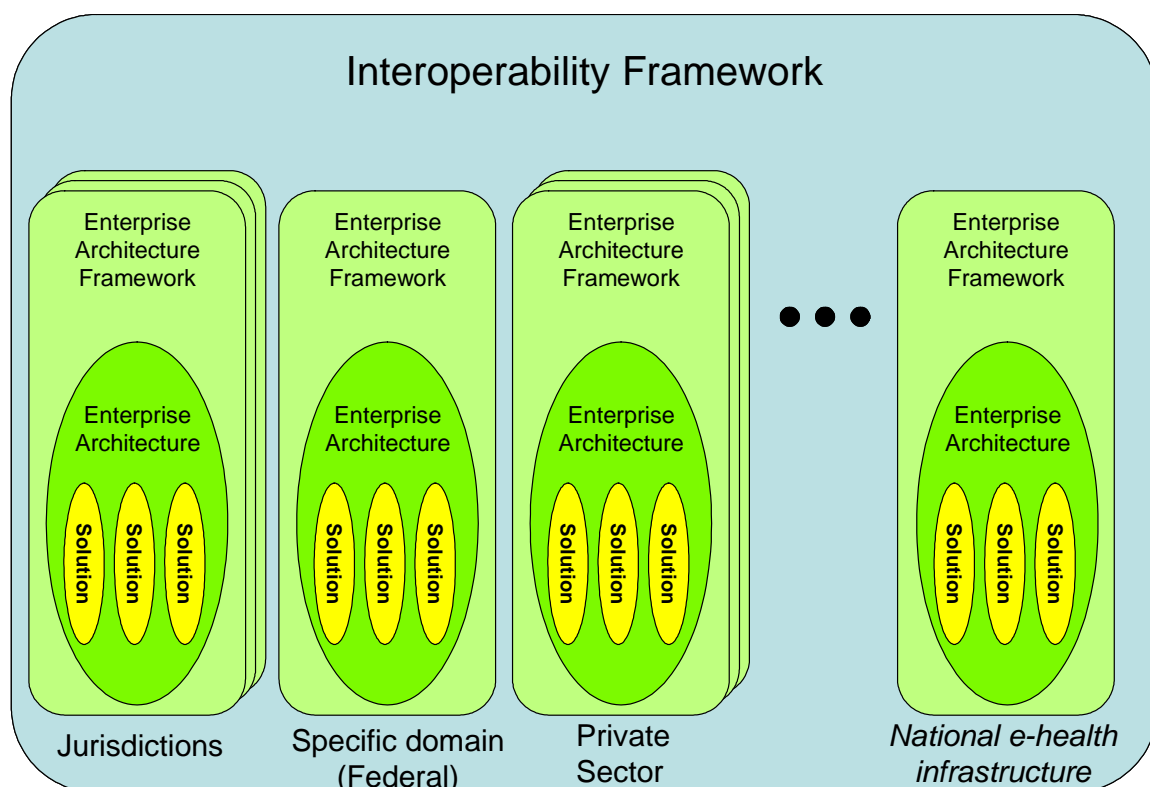 Interoperability Framework
Enterprise
Architecture
Framework
Enterprise
Architecture
Solution
Solution
Solution
Jurisdictions
Enterprise
Architecture
Framework
Enterprise
Architecture
Solution
Solution
Solution
Specific domain
(Federal)
Enterprise
Architecture
Framework
Enterprise
Architecture
Solution
Solution
Solution
Private
Sector
Enterprise
Architecture
Framework
Enterprise
Architecture
Solution
Solution
Solution
National e-health
infrastructure